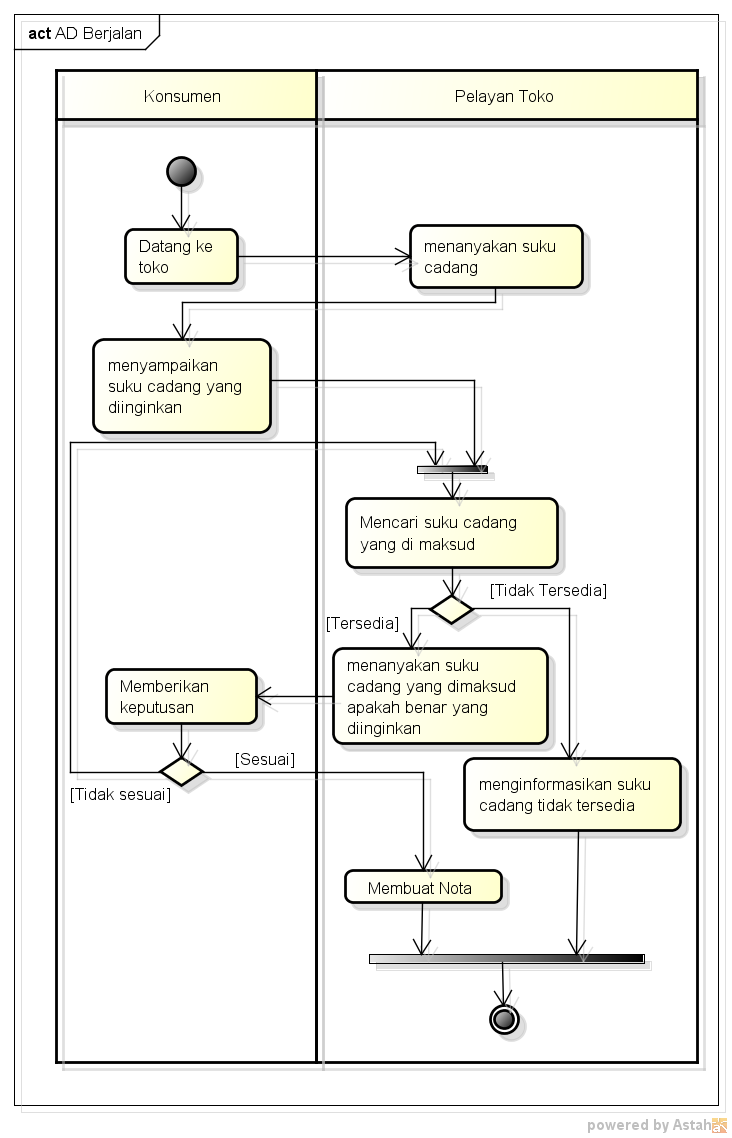 act AD Berjalan
Konsumen
Pelayan Toko
Datang ke
toko
menanyakan suku
cadang
menyampaikan
suku cadang yang
diinginkan
Mencari suku cadang
yang di maksud
[Tidak Tersedia]
[Tersedia]
menanyakan suku
cadang yang dimaksud
apakah benar yang
diinginkan
Memberikan
keputusan
[Sesuai]
[Tidak sesuai]
menginformasikan suku
cadang tidak tersedia
Membuat Nota
powered by Astah